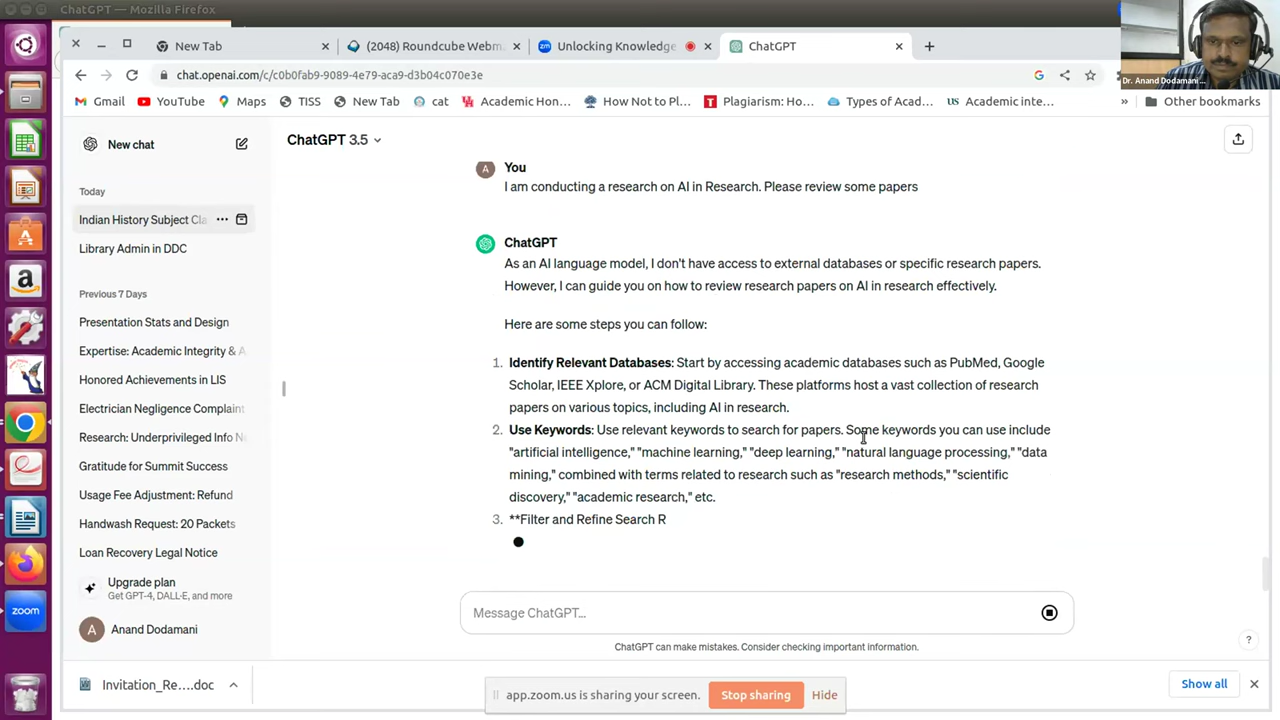 ChatGPT — Mozilla Firefox
New Tab
(2048) Roundcube Webm
Unlocking Knowledge
ChatGPT
chat.openai.com/c/c0b0fab9-9089-4e79-aca9-d3b04c070e3e
Dr. Anand Dodamani ...
Gmail
YouTube
Maps
TISS
New Tab
cat
Academic Hon...
How Not to Pl...
Plagiarism: Ho...
Types of Acad...
US Academic inte...
»
Other bookmarks
New chat
ChatGPT 3.5
Today
Indian History Subject Cla
Library Admin in DDC
Previous 7 Days
Presentation Stats and Design
Expertise: Academic Integrity & A
Honored Achievements in LIS
Electrician Negligence Complaint
Research: Underprivileged Info N
Gratitude for Summit Success
Usage Fee Adjustment: Refund
Handwash Request: 20 Packets
Loan Recovery Legal Notice
Upgrade plan
Get GPT-4, DALL-E, and more
A Anand Dodamani
A You
I am conducting a research on AI in Research. Please review some papers
ChatGPT
As an AI language model, I don't have access to external databases or specific research papers.
However, I can guide you on how to review research papers on AI in research effectively.
Here are some steps you can follow:
1. Identify Relevant Databases: Start by accessing academic databases such as PubMed, Google
Scholar, IEEE Xplore, or ACM Digital Library. These platforms host a vast collection of research
papers on various topics, including AI in research.
2. Use Keywords: Use relevant keywords to search for papers. Some keywords you can use include
"artificial intelligence," "machine learning," "deep learning," "natural language processing," "data
mining," combined with terms related to research such as "research methods," "scientific
discovery," "academic research," etc.
3. **Filter and Refine Search R
Message ChatGPT...
ChatGPT can make mistakes. Consider checking important information.
?
Invitation_Re....doc
app.zoom.us is sharing your screen.
Stop sharing
Hide
Show all
zoom